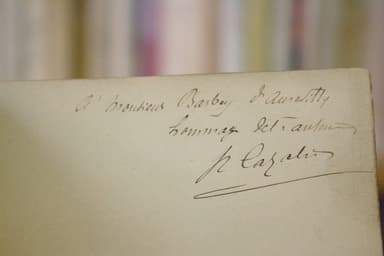 A Monsieur Barbey d'Aurevilly
hommage de l'auteur
H Cazalis